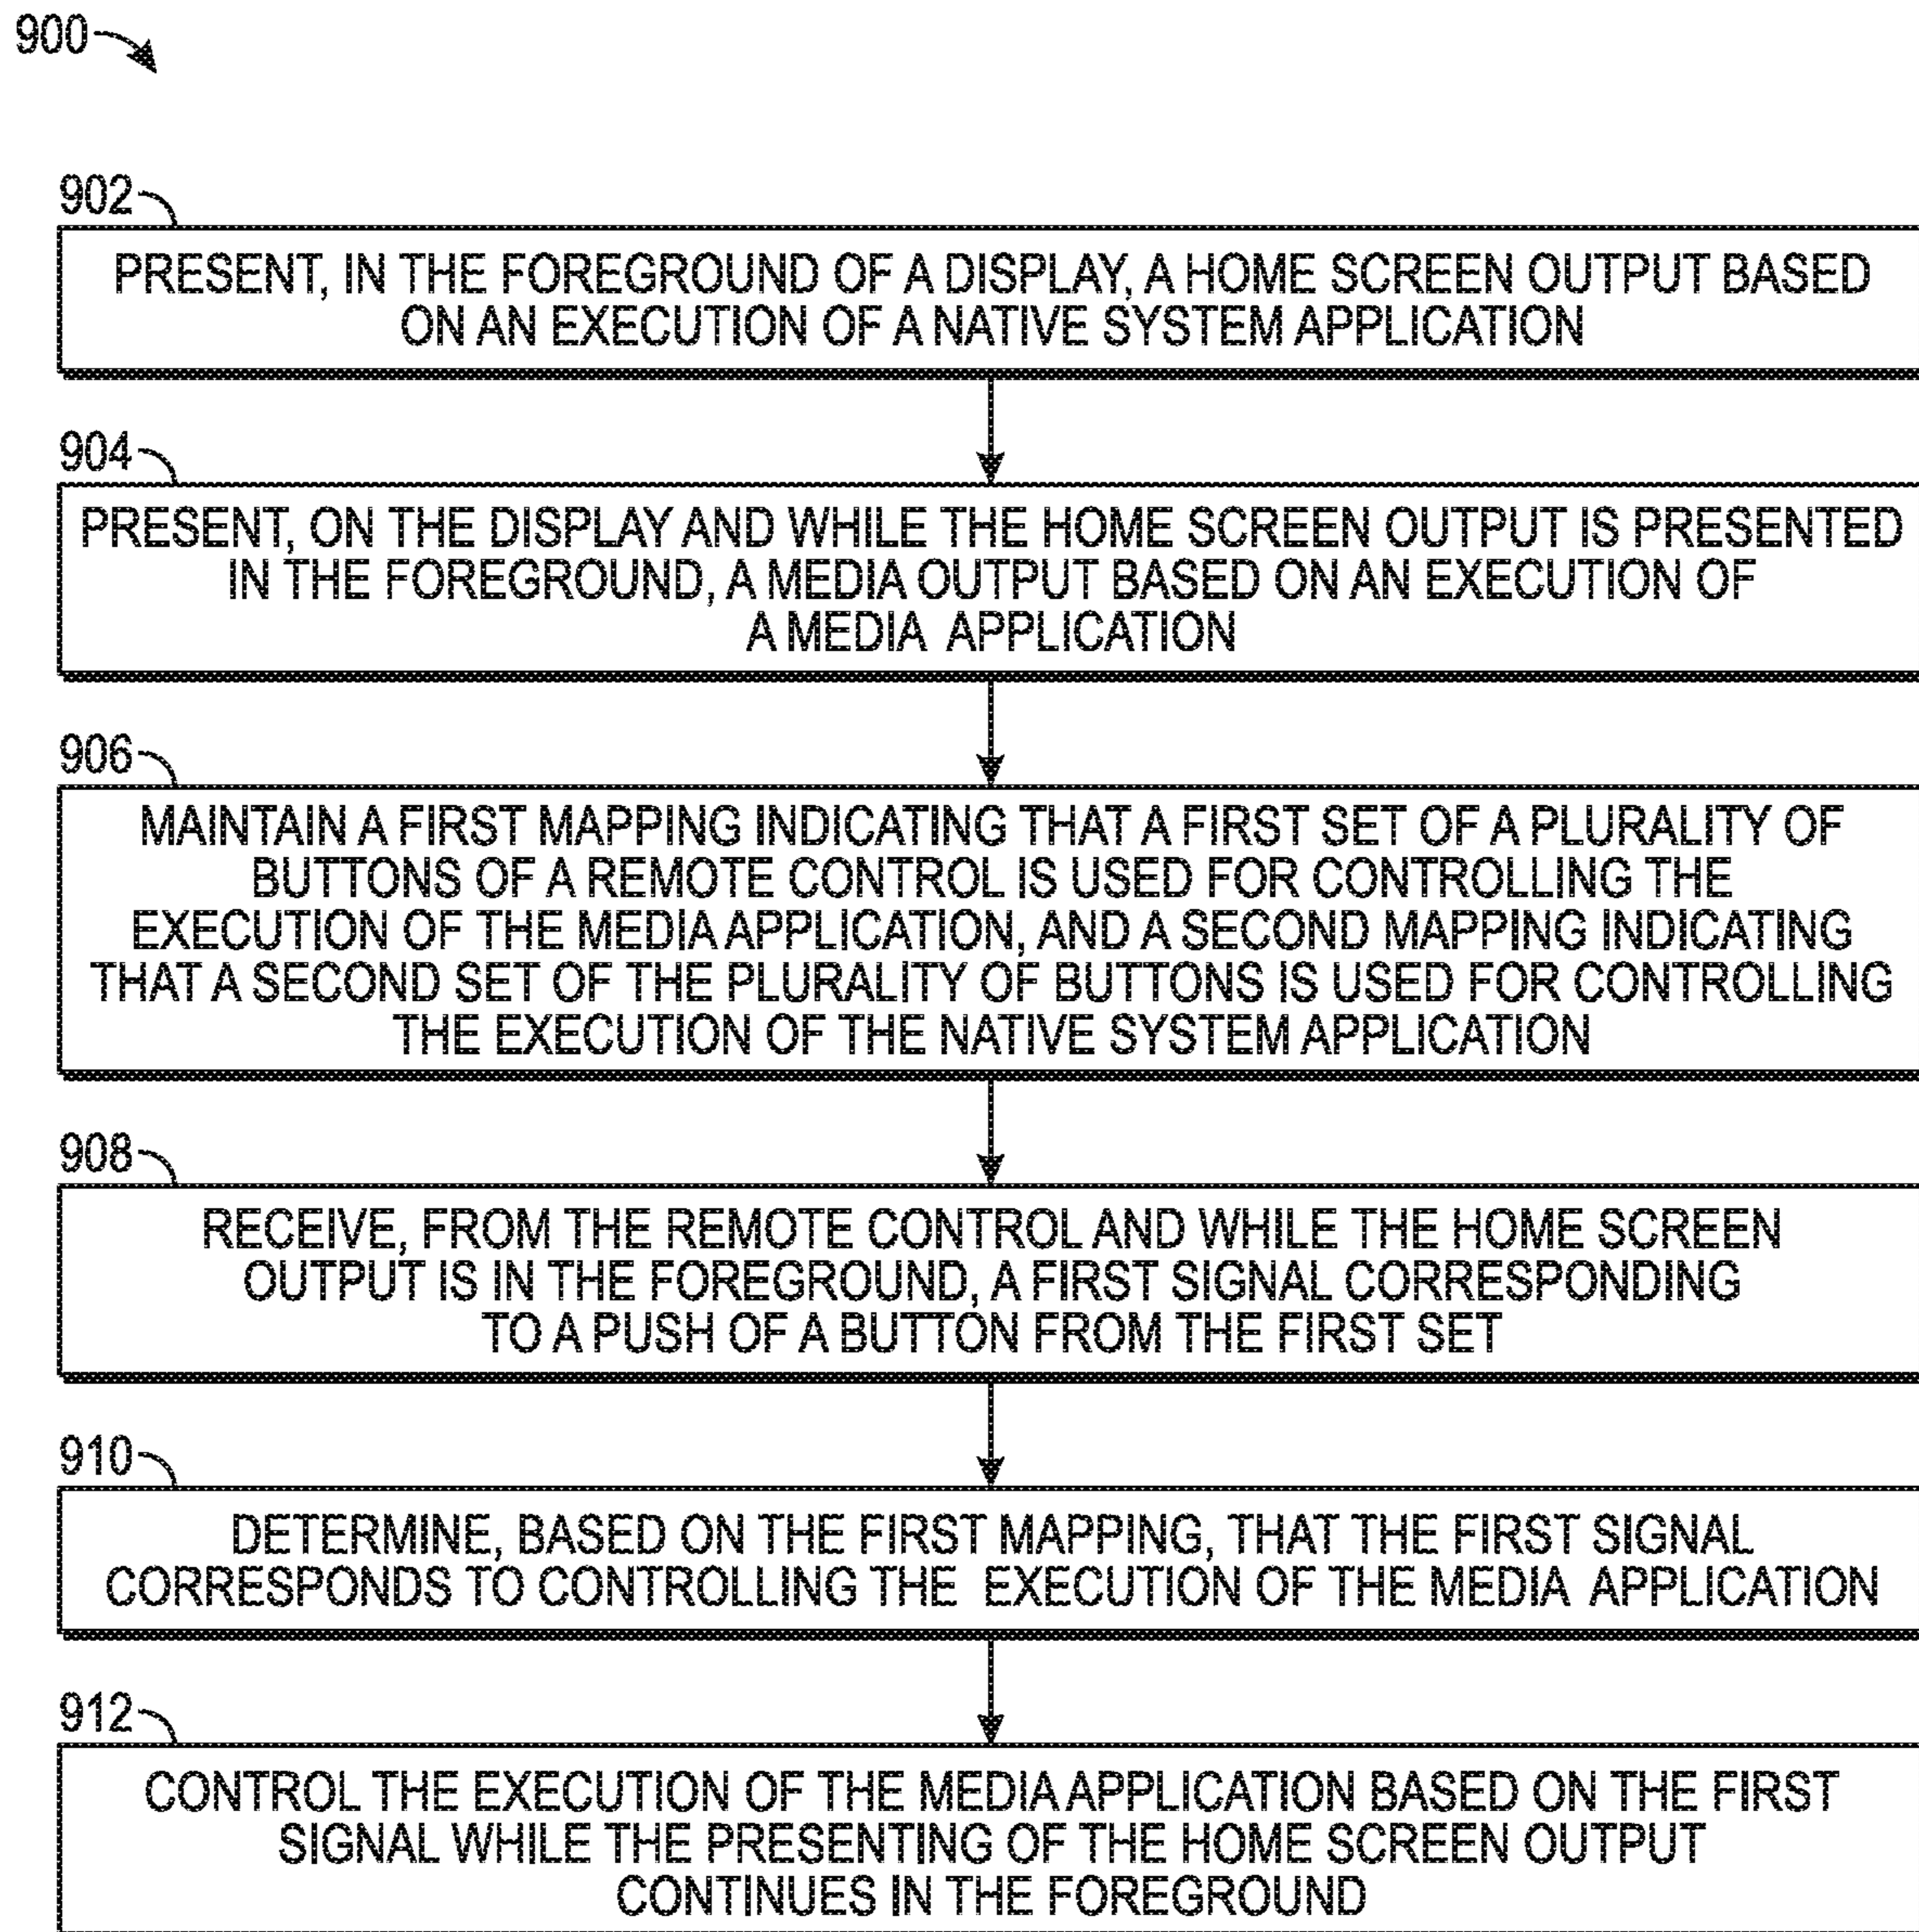 900
902
PRESENT, IN THE FOREGROUND OF A DISPLAY, A HOME SCREEN OUTPUT BASED
ON AN EXECUTION OF A NATIVE SYSTEM APPLICATION
904
PRESENT, ON THE DISPLAY AND WHILE THE HOME SCREEN OUTPUT IS PRESENTED
IN THE FOREGROUND, A MEDIA OUTPUT BASED ON AN EXECUTION OF
A MEDIA APPLICATION
906
MAINTAIN A FIRST MAPPING INDICATING THAT A FIRST SET OF A PLURALITY OF
BUTTONS OF A REMOTE CONTROL IS USED FOR CONTROLLING THE
EXECUTION OF THE MEDIA APPLICATION, AND A SECOND MAPPING INDICATING
THAT A SECOND SET OF THE PLURALITY OF BUTTONS IS USED FOR CONTROLLING
THE EXECUTION OF THE NATIVE SYSTEM APPLICATION
908
RECEIVE, FROM THE REMOTE CONTROL AND WHILE THE HOME SCREEN
OUTPUT IS IN THE FOREGROUND, A FIRST SIGNAL CORRESPONDING
TO A PUSH OF A BUTTON FROM THE FIRST SET
910
DETERMINE, BASED ON THE FIRST MAPPING, THAT THE FIRST SIGNAL
CORRESPONDS TO CONTROLLING THE EXECUTION OF THE MEDIA APPLICATION
912
CONTROL THE EXECUTION OF THE MEDIA APPLICATION BASED ON THE FIRST
SIGNAL WHILE THE PRESENTING OF THE HOME SCREEN OUTPUT
CONTINUES IN THE FOREGROUND